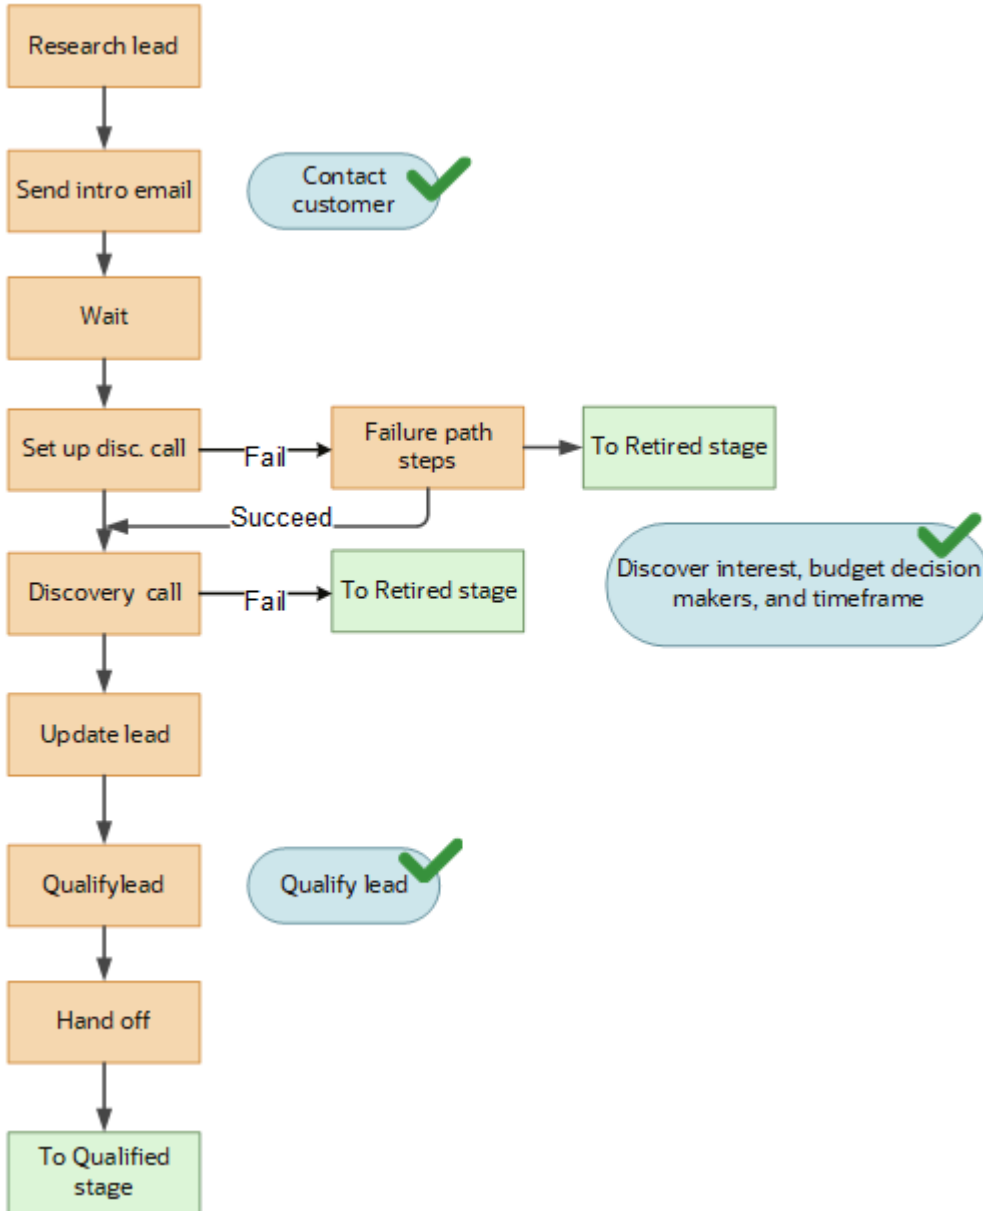 Research lead
Send intro email
Contact
customer
Wait
Set up disc. call
Fail
Failure path
steps
To Retired stage
Succeed
Discovery call
Fail
To Retired stage
Discover interest, budget decision
makers, and timeframe
Update lead
Qualifylead
Qualify lead
Hand off
To Qualified
stage